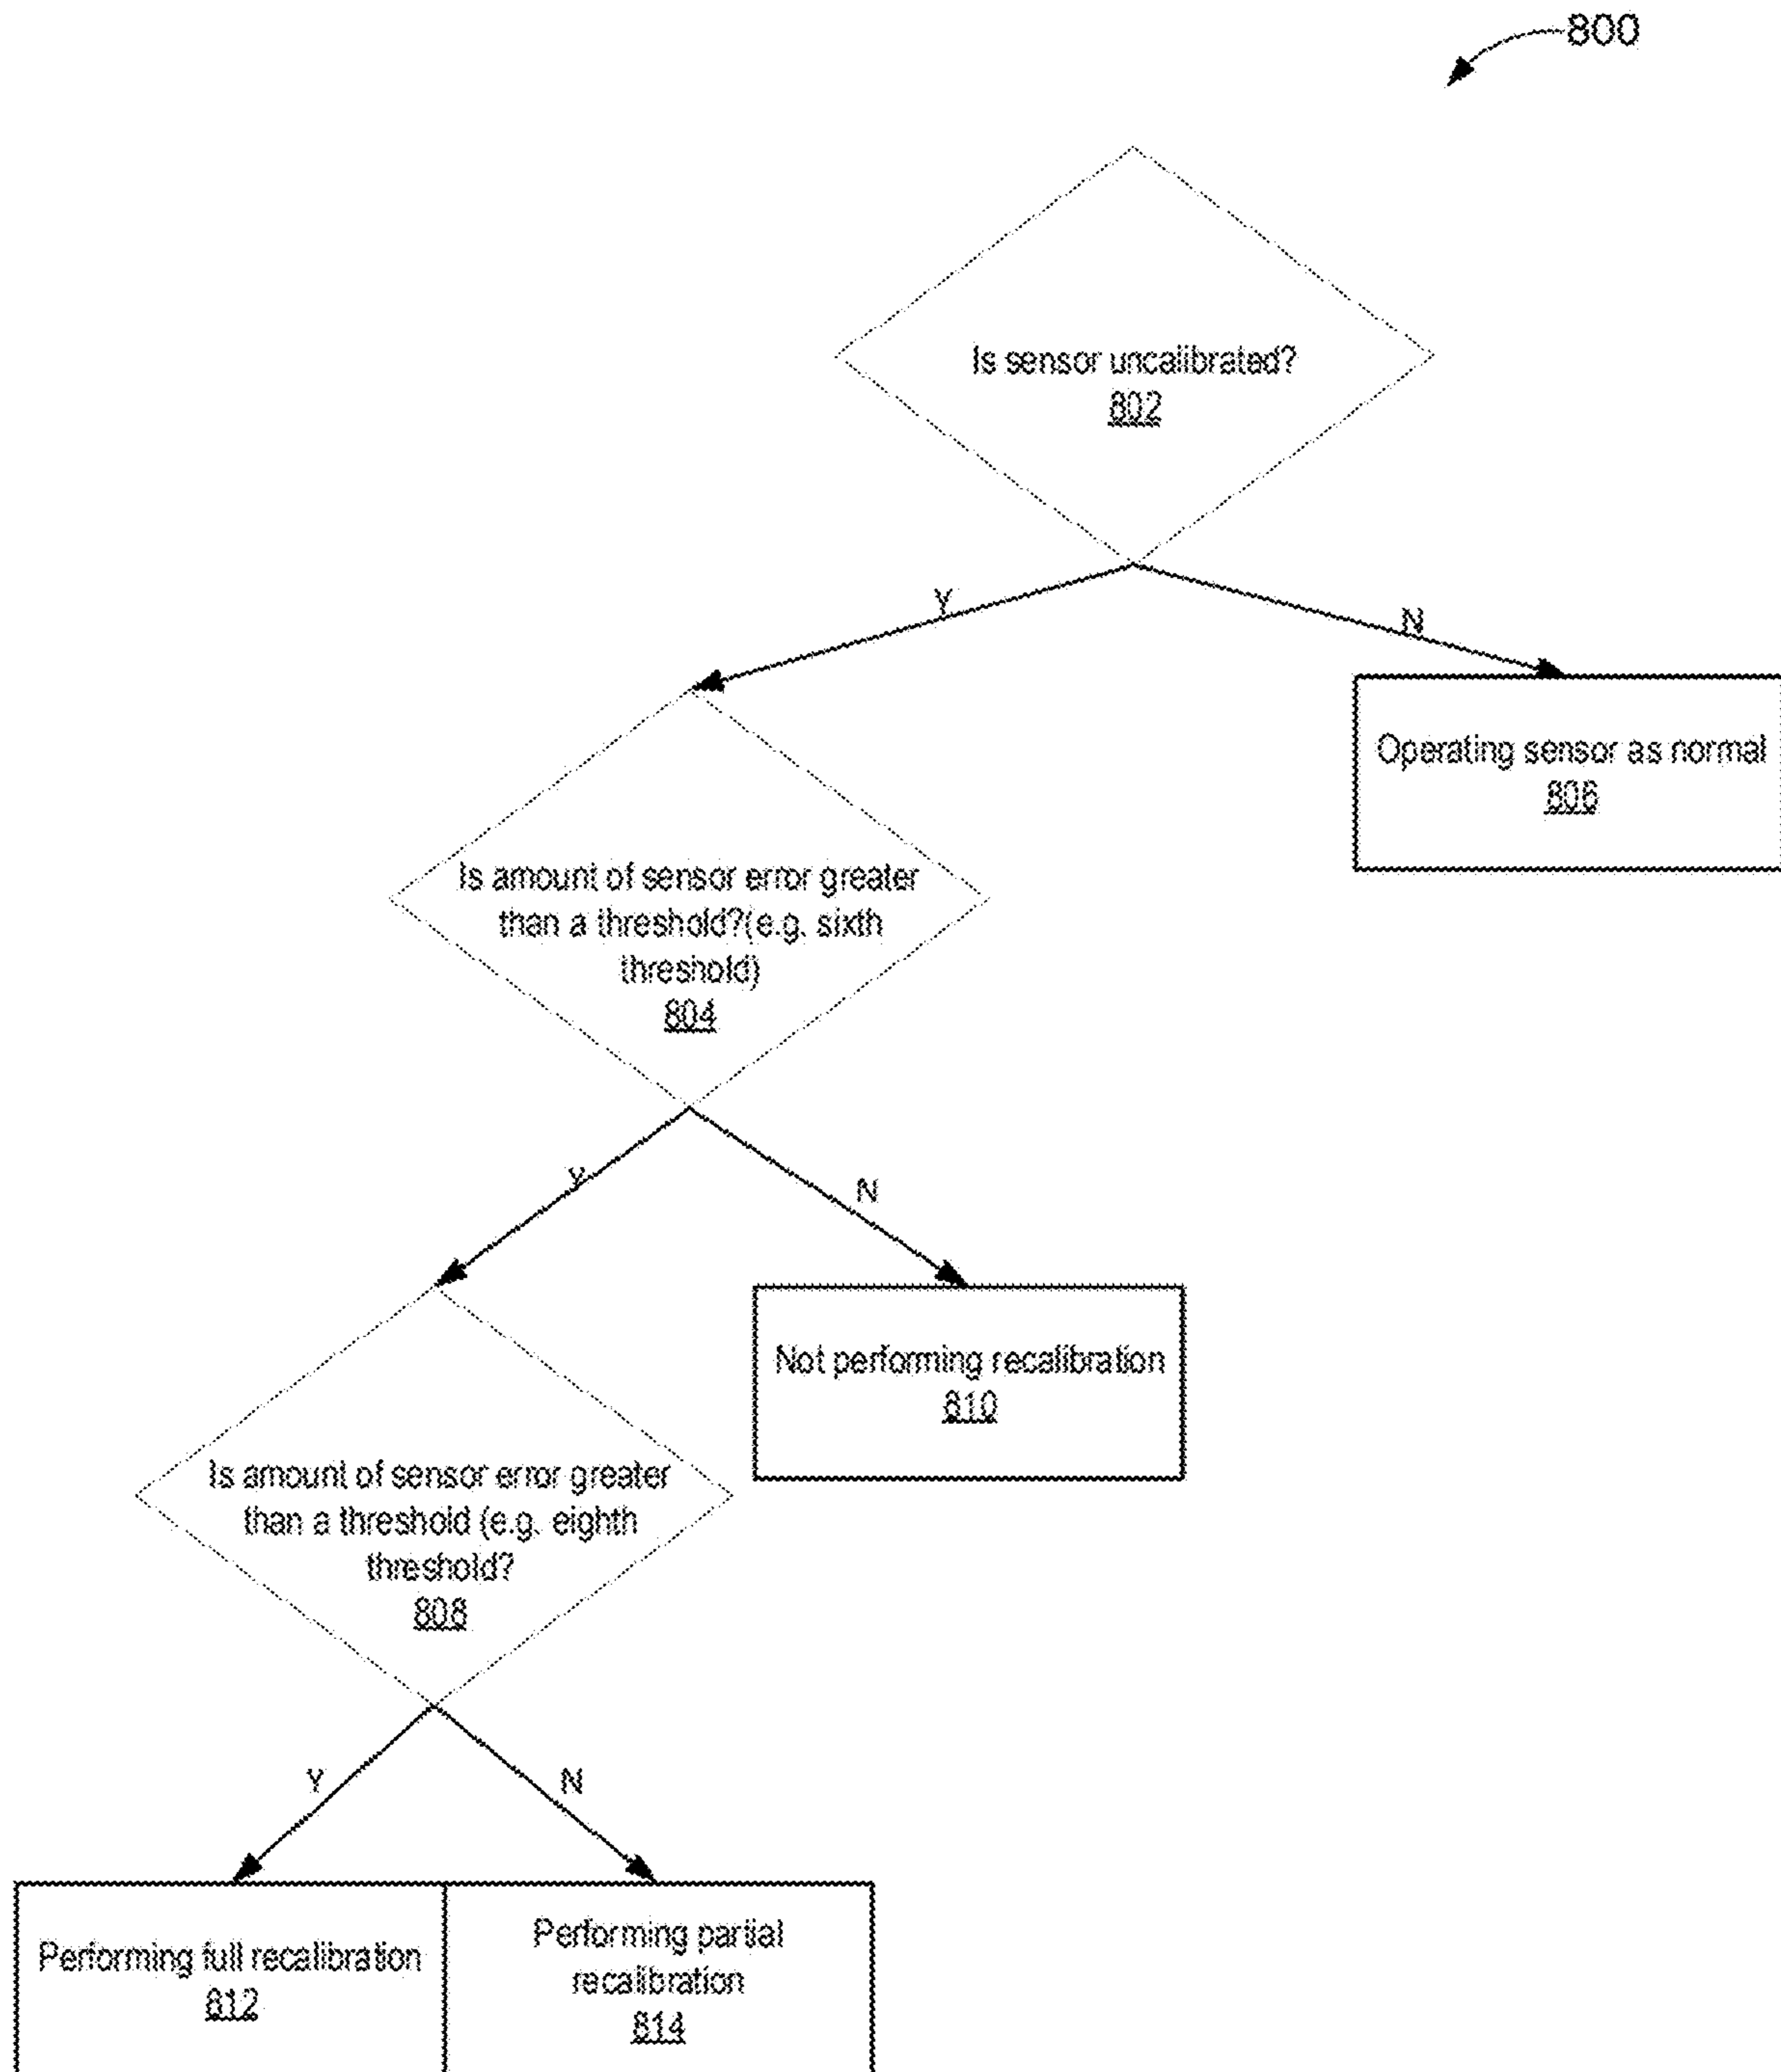 800
Is sensor uncalibrated?
802
Y
N
Operating sensor as normal
806
Is amount of sensor error greater
than a threshold?(e.g. sixth
threshold)
804
Y
N
Not performing recalibration
810
Is amount of sensor error greater
than a threshold (e.g. eighth
threshold?
808
Y
N
Performing full recalibration
812
Performing partial
recalibration
814